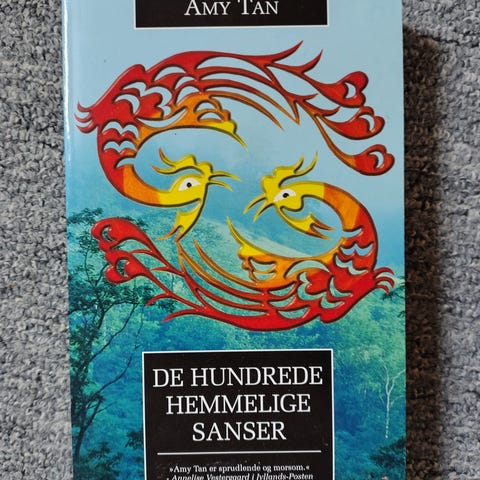 AMY TAN
DE HUNDREDE
HEMMELIGE
SANSER
»Amy Tan er sprudlende og morsom.«
- Annelise Vestergaard i Jyllands-Posten